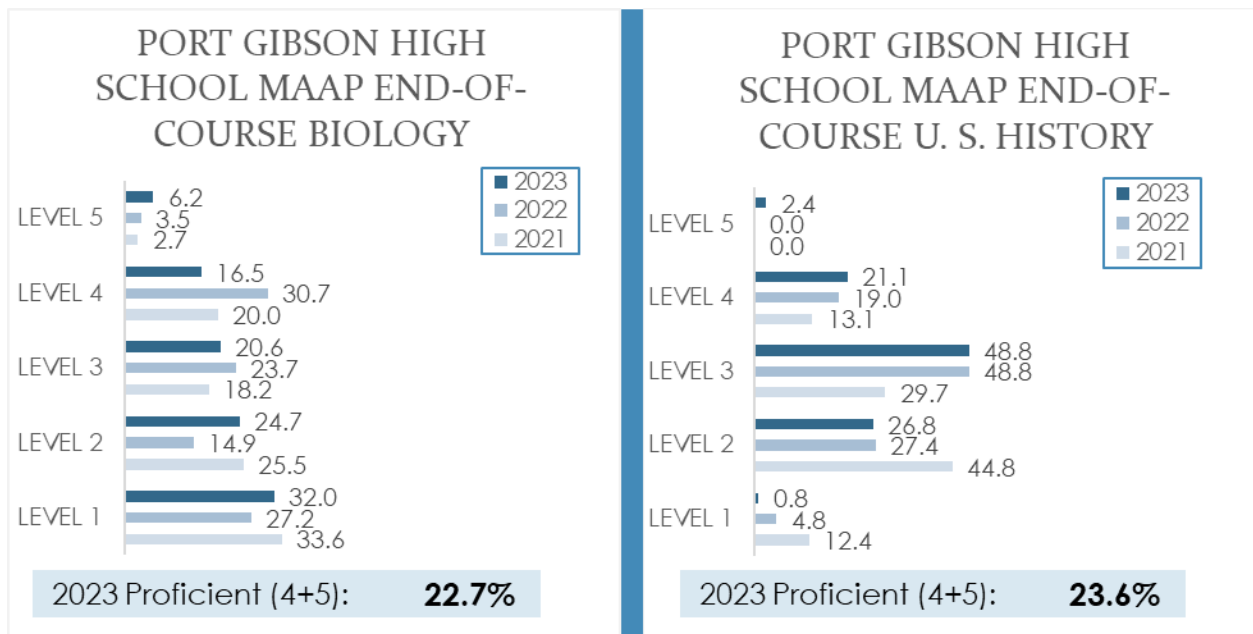 PORT GIBSON HIGH
SCHOOL MAAP END-OF-
COURSE BIOLOGY
2023
2022
2021
LEVEL 5
6.2
3.5
2.7
LEVEL 4
16.5
30.7
20.0
LEVEL 3
20.6
23.7
18.2
LEVEL 2
24.7
14.9
25.5
LEVEL 1
32.0
27.2
33.6
2023 Proficient (4+5): 22.7%
PORT GIBSON HIGH
SCHOOL MAAP END-OF-
COURSE U. S. HISTORY
2023
2022
2021
LEVEL 5
2.4
0.0
0.0
LEVEL 4
21.1
19.0
13.1
LEVEL 3
48.8
48.8
29.7
LEVEL 2
26.8
27.4
44.8
LEVEL 1
0.8
4.8
12.4
2023 Proficient (4+5): 23.6%